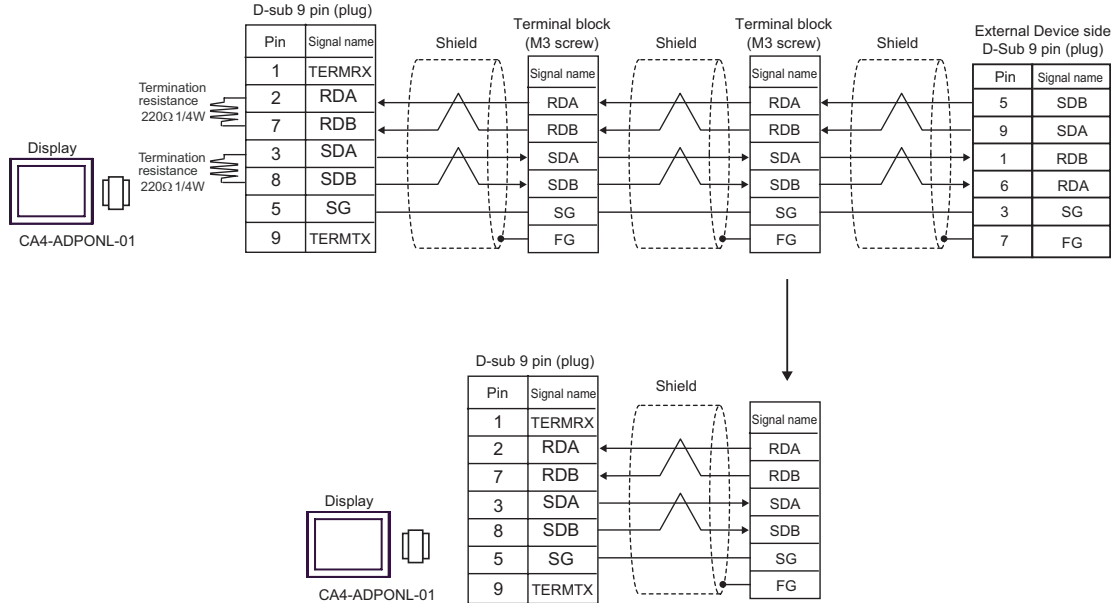 D-sub 9 pin (plug)
Pin Signal name
1 TERMRX
2 RDA
7 RDB
3 SDA
8 SDB
5 SG
9 TERMTX
Termination
resistance
220Ω 1/4W
Termination
resistance
220Ω 1/4W
Display
CA4-ADPONL-01
Shield
Terminal block
(M3 screw)
Signal name
RDA
RDB
SDA
SDB
SG
FG
Shield
Terminal block
(M3 screw)
Signal name
RDA
RDB
SDA
SDB
SG
FG
Shield
External Device side
D-Sub 9 pin (plug)
Pin Signal name
5 SDB
9 SDA
1 RDB
6 RDA
3 SG
7 FG
D-sub 9 pin (plug)
Pin Signal name
1 TERMRX
2 RDA
7 RDB
3 SDA
8 SDB
5 SG
9 TERMTX
Display
CA4-ADPONL-01
Shield
Signal name
RDA
RDB
SDA
SDB
SG
FG